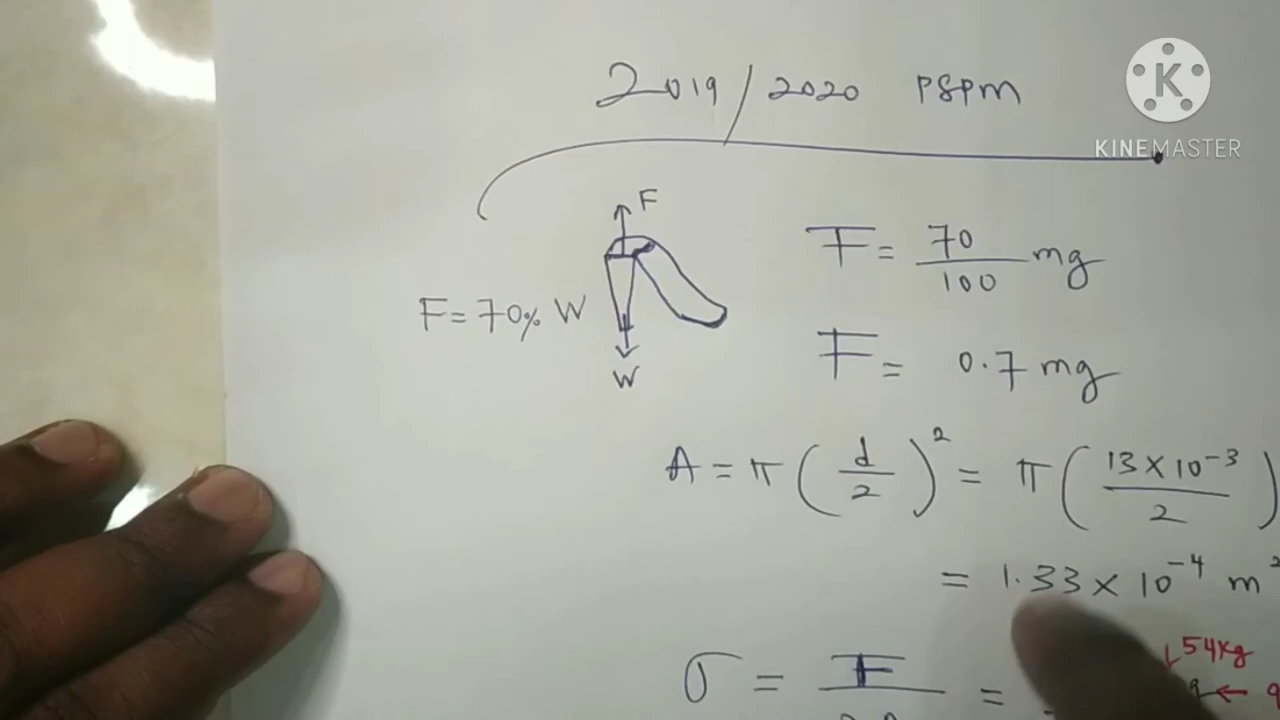 2019/2020 PSPM
KINEMASTER
F
F = 70% W
W
F = 70/100 mg
F = 0.7 mg
A = π (d/2)² = π (13 × 10⁻³/2)
= 1.33 × 10⁻⁴ m²
↓54kg
σ = F
=